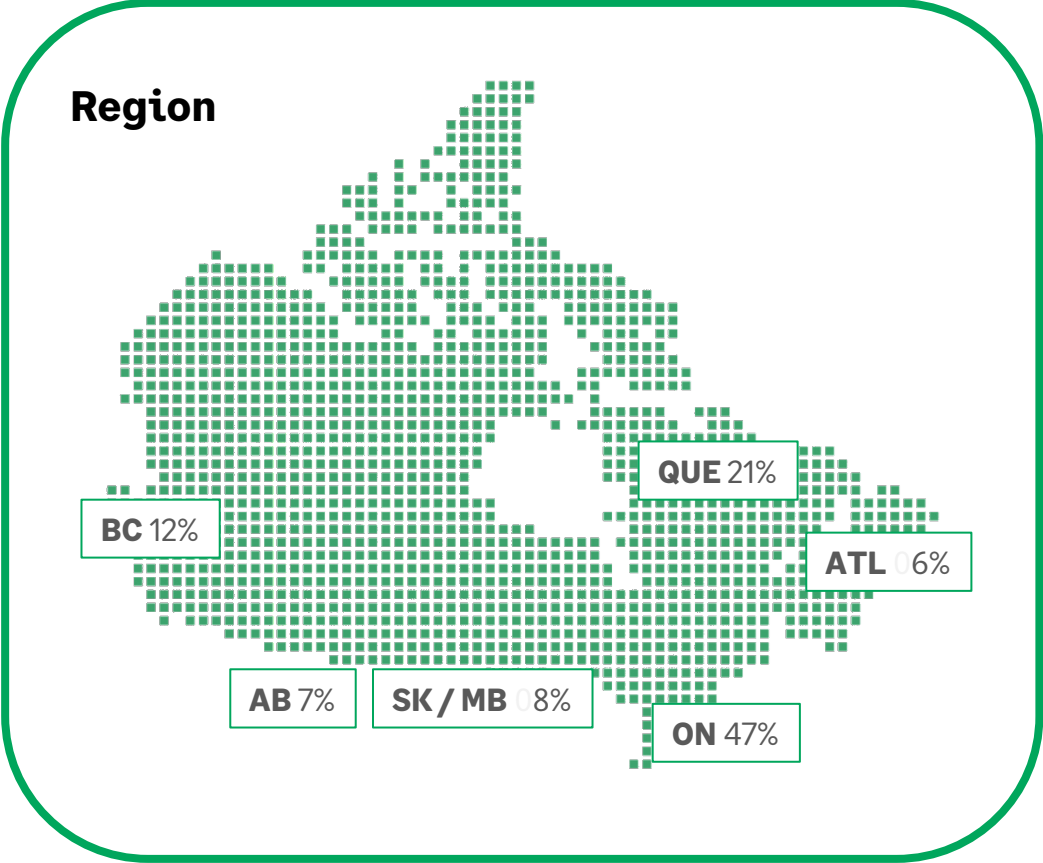 Region
QUE 21%
BC 12%
ATL 06%
AB 7%
SK / MB 08%
ON 47%